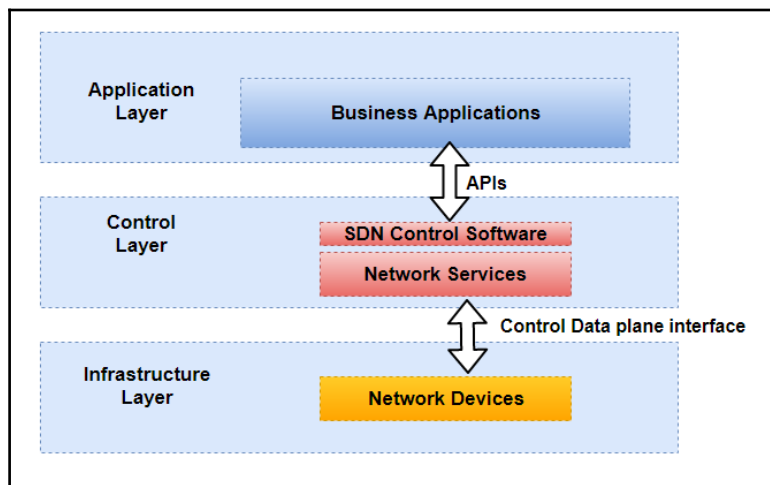 Application
Layer
Business Applications
APIs
Control
Layer
SDN Control Software
Network Services
Control Data plane interface
Infrastructure
Layer
Network Devices